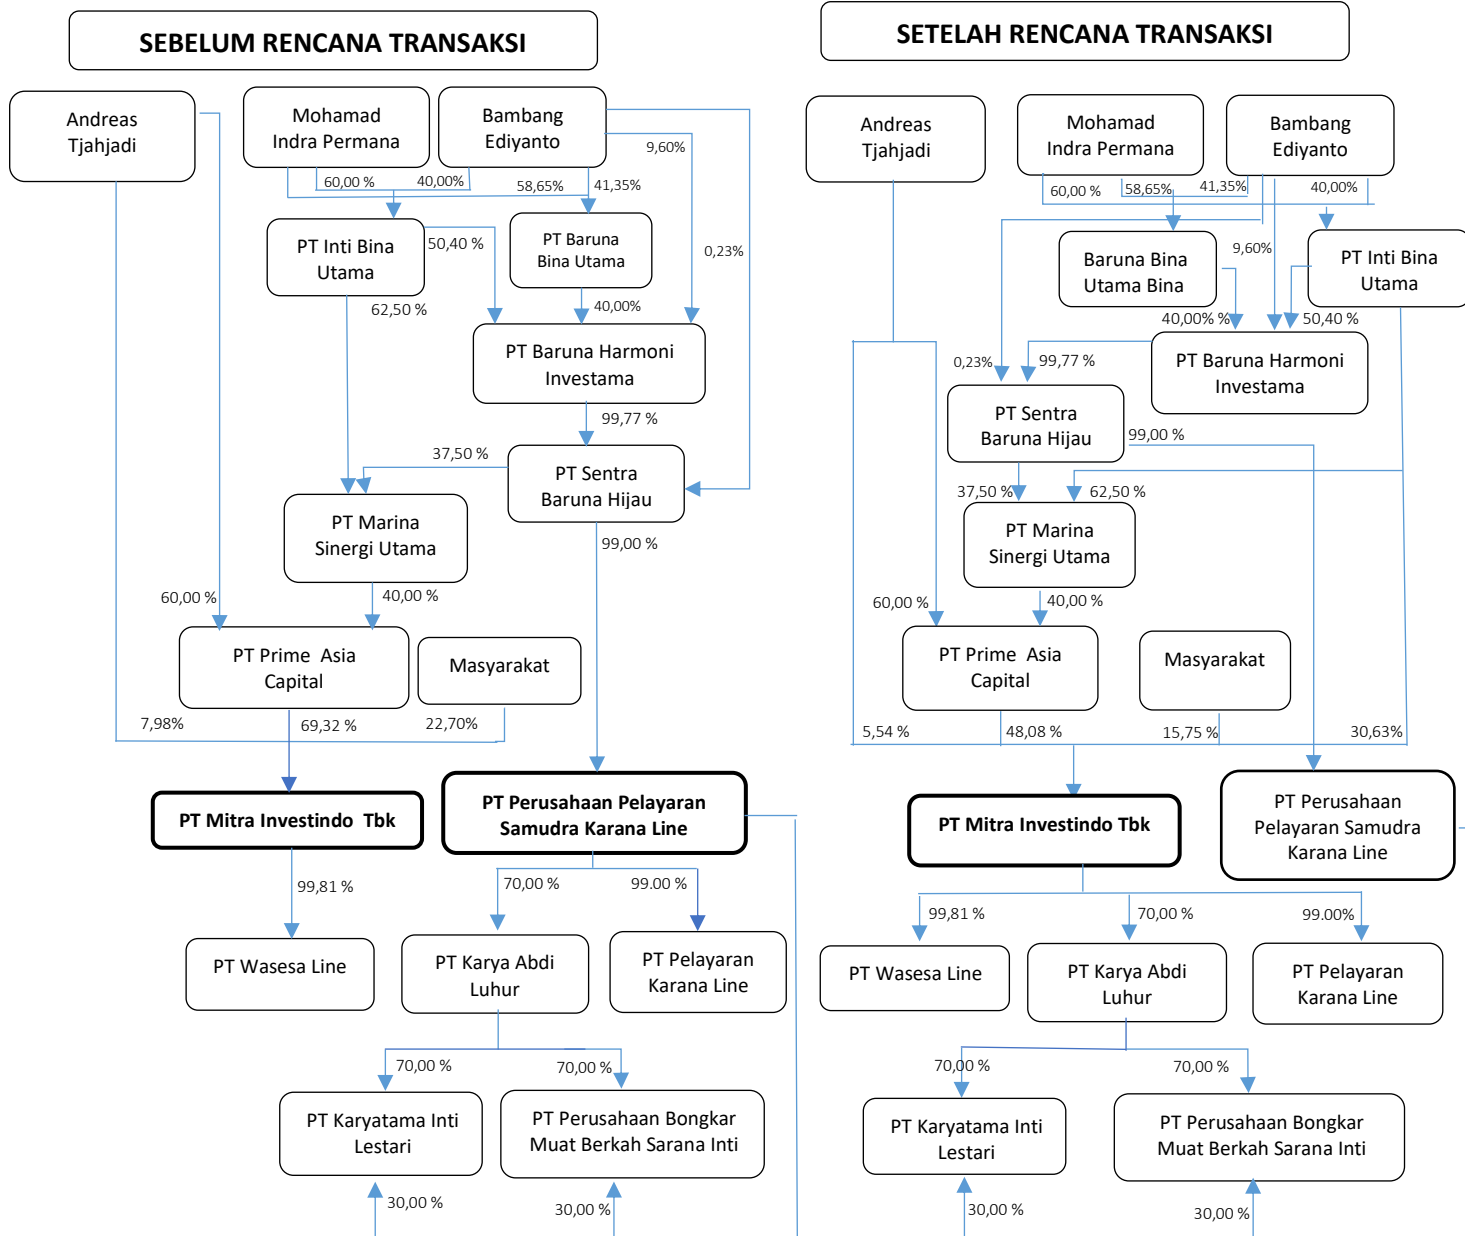 SEBELUM RENCANA TRANSAKSI
Andreas
Tjahjadi
Mohamad
Indra Permana
Bambang
Ediyanto
9,60%
60,00 %
40,00%
58,65%
41,35%
PT Inti Bina
Utama
50,40 %
PT Baruna
Bina Utama
0,23%
62,50 %
40,00%
PT Baruna Harmoni
Investama
99,77 %
37,50 %
PT Sentra
Baruna Hijau
PT Marina
Sinergi Utama
99,00 %
60,00 %
40,00 %
PT Prime  Asia
Capital
Masyarakat
7,98%
69,32 %
22,70%
PT Mitra Investindo  Tbk
PT Perusahaan Pelayaran
Samudra Karana Line
99,81 %
70,00 %
99.00 %
PT Wasesa Line
PT Karya Abdi
Luhur
PT Pelayaran
Karana Line
70,00 %
70,00 %
PT Karyatama Inti
Lestari
PT Perusahaan Bongkar
Muat Berkah Sarana Inti
30,00 %
30,00 %
SETELAH RENCANA TRANSAKSI
Andreas
Tjahjadi
Mohamad
Indra Permana
Bambang
Ediyanto
60,00 %
58,65%
41,35%
40,00%
Baruna Bina
Utama Bina
9,60%
PT Inti Bina
Utama
40,00% %
50,40 %
PT Baruna Harmoni
Investama
0,23%
99,77 %
PT Sentra
Baruna Hijau
99,00 %
37,50 %
62,50 %
PT Marina
Sinergi Utama
60,00 %
40,00 %
PT Prime  Asia
Capital
Masyarakat
5,54 %
48,08 %
15,75 %
30,63%
PT Mitra Investindo Tbk
PT Perusahaan
Pelayaran Samudra
Karana Line
99,81 %
70,00 %
99.00%
PT Wasesa Line
PT Karya Abdi
Luhur
PT Pelayaran
Karana Line
70,00 %
70,00 %
PT Karyatama Inti
Lestari
PT Perusahaan Bongkar
Muat Berkah Sarana Inti
30,00 %
30,00 %